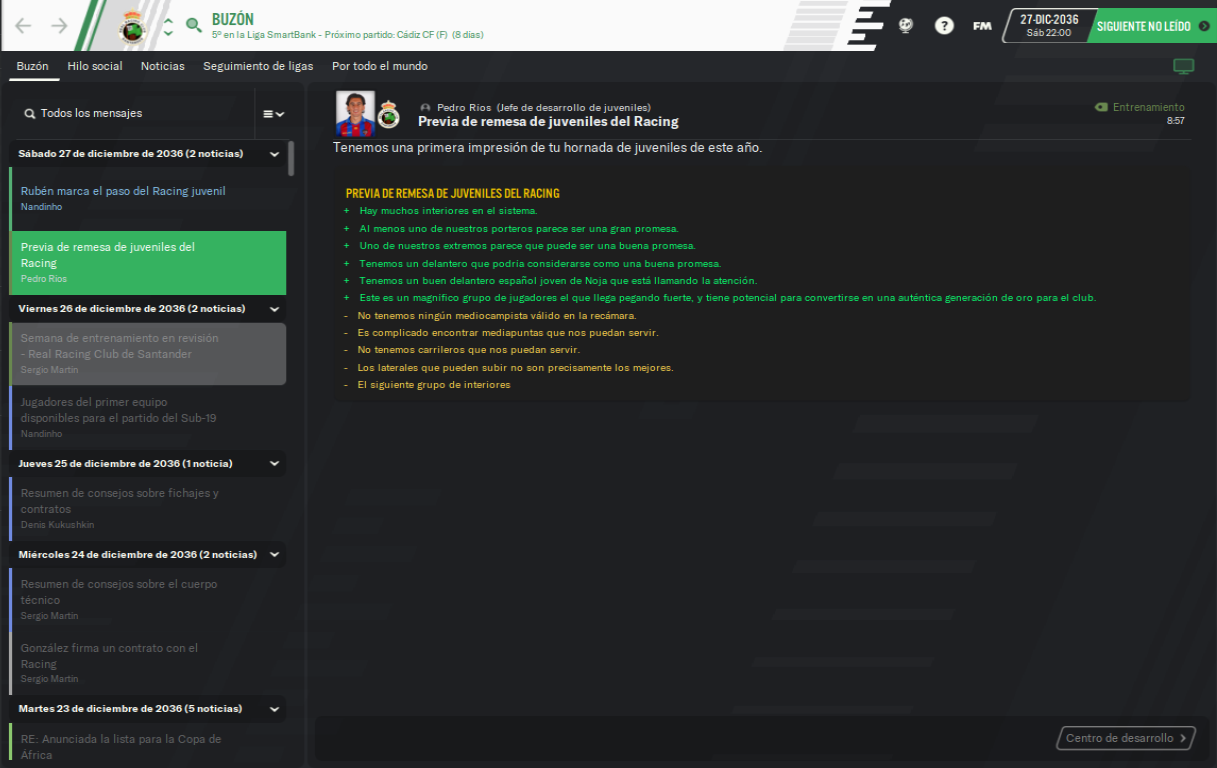 BUZÓN
5º en la Liga SmartBank - Próximo partido: Cádiz CF (F) (8 días)
?
FM
27-DIC-2036
Sáb 22:00
SIGUIENTE NO LEÍDO
Buzón
Hilo social
Noticias
Seguimiento de ligas
Por todo el mundo
Todos los mensajes
Sábado 27 de diciembre de 2036 (2 noticias)
Rubén marca el paso del Racing juvenil
Nandinho
Previa de remesa de juveniles del
Racing
Pedro Ríos
Viernes 26 de diciembre de 2036 (2 noticias)
Semana de entrenamiento en revisión
- Real Racing Club de Santander
Sergio Martín
Jugadores del primer equipo
disponibles para el partido del Sub-19
Nandinho
Jueves 25 de diciembre de 2036 (1 noticia)
Resumen de consejos sobre fichajes y
contratos
Denis Kukushkin
Miércoles 24 de diciembre de 2036 (2 noticias)
Resumen de consejos sobre el cuerpo
técnico
Sergio Martín
González firma un contrato con el
Racing
Sergio Martín
Martes 23 de diciembre de 2036 (5 noticias)
RE: Anunciada la lista para la Copa de
África
Pedro Ríos (Jefe de desarrollo de juveniles)
Previa de remesa de juveniles del Racing
Entrenamiento
8:57
Tenemos una primera impresión de tu hornada de juveniles de este año.
PREVIA DE REMESA DE JUVENILES DEL RACING
+ Hay muchos interiores en el sistema.
+ Al menos uno de nuestros porteros parece ser una gran promesa.
+ Uno de nuestros extremos parece que puede ser una buena promesa.
+ Tenemos un delantero que podría considerarse como una buena promesa.
+ Tenemos un buen delantero español joven de Noja que está llamando la atención.
+ Este es un magnífico grupo de jugadores el que llega pegando fuerte, y tiene potencial para convertirse en una auténtica generación de oro para el club.
- No tenemos ningún mediocampista válido en la recámara.
- Es complicado encontrar mediapuntas que nos puedan servir.
- No tenemos carrileros que nos puedan servir.
- Los laterales que pueden subir no son precisamente los mejores.
- El siguiente grupo de interiores
Centro de desarrollo